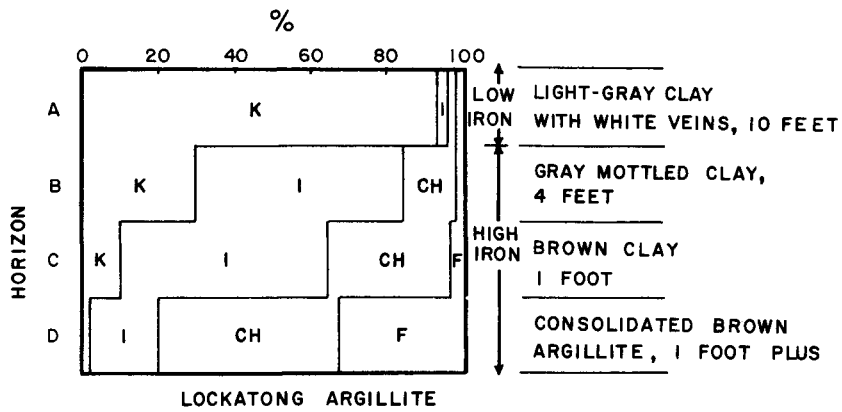 %
0 20 40 60 80 100
A K I LOW IRON LIGHT-GRAY CLAY WITH WHITE VEINS, 10 FEET
B K I CH GRAY MOTTLED CLAY, 4 FEET
HORIZON
HIGH IRON
C K I CH F BROWN CLAY 1 FOOT
D I CH F CONSOLIDATED BROWN ARGILLITE, 1 FOOT PLUS
LOCKATONG ARGILLITE